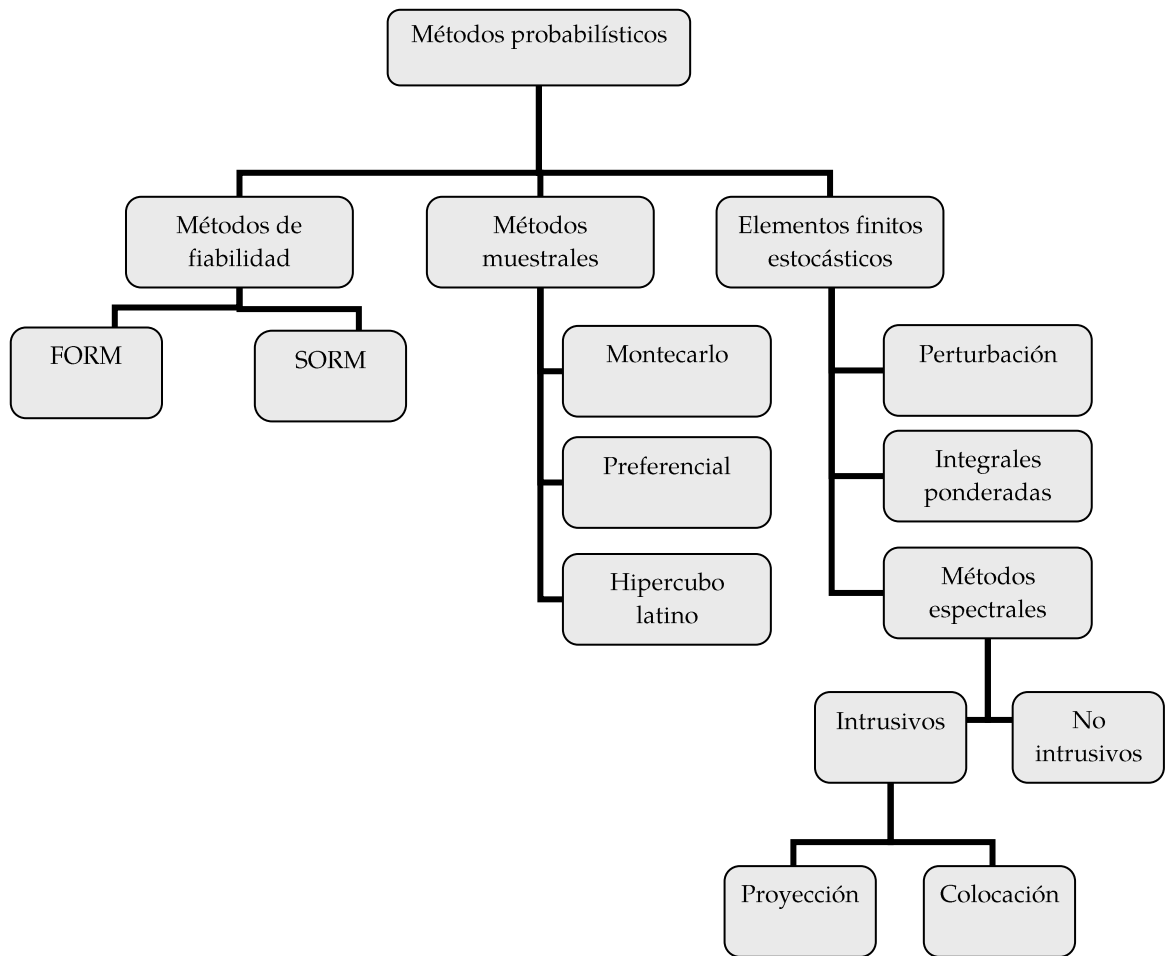 Métodos probabilísticos
Métodos de
fiabilidad
Métodos
muestrales
Elementos finitos
estocásticos
FORM
SORM
Montecarlo
Preferencial
Hipercubo
latino
Perturbación
Integrales
ponderadas
Métodos
espectrales
Intrusivos
No
intrusivos
Proyección
Colocación